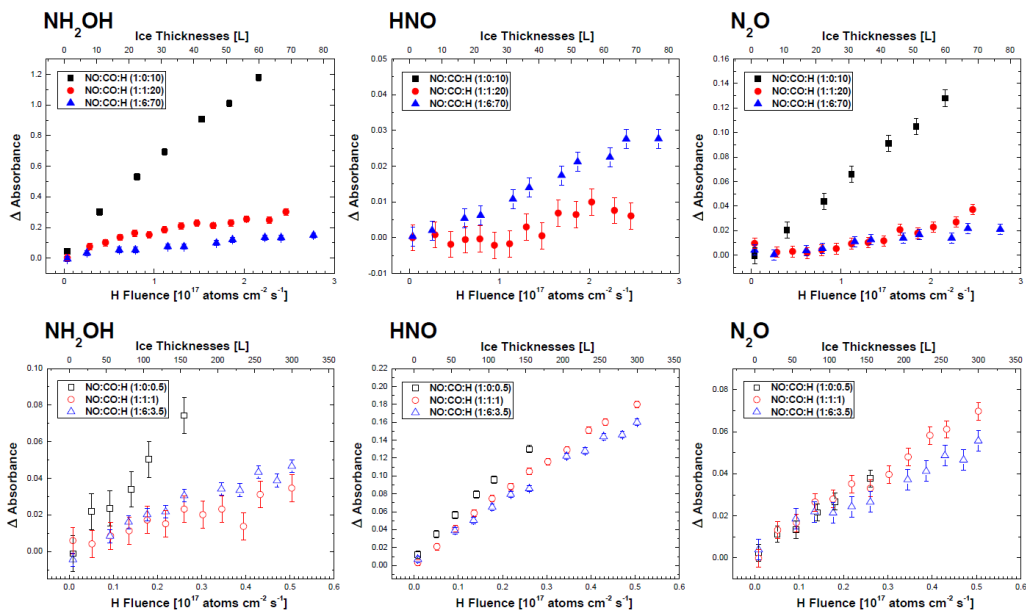 NH2OH
Ice Thicknesses [L]
0 10 20 30 40 50 60 70 80
NO:CO:H (1:0:10)
NO:CO:H (1:1:20)
NO:CO:H (1:6:70)
1.2
1.0
0.8
0.6
0.4
0.2
0.0
Δ Absorbance
0 1 2 3
H Fluence [10^17 atoms cm^-2 s^-1]
HNO
Ice Thicknesses [L]
0 10 20 30 40 50 60 70 80
NO:CO:H (1:0:10)
NO:CO:H (1:1:20)
NO:CO:H (1:6:70)
0.05
0.04
0.03
0.02
0.01
0.00
-0.01
Δ Absorbance
0 1 2 3
H Fluence [10^17 atoms cm^-2 s^-1]
N2O
Ice Thicknesses [L]
0 10 20 30 40 50 60 70 80
NO:CO:H (1:0:10)
NO:CO:H (1:1:20)
NO:CO:H (1:6:70)
0.16
0.14
0.12
0.10
0.08
0.06
0.04
0.02
0.00
Δ Absorbance
0 1 2 3
H Fluence [10^17 atoms cm^-2 s^-1]
NH2OH
Ice Thicknesses [L]
0 50 100 150 200 250 300 350
NO:CO:H (1:0:0.5)
NO:CO:H (1:1:1)
NO:CO:H (1:6:3.5)
0.10
0.08
0.06
0.04
0.02
0.00
Δ Absorbance
0.0 0.1 0.2 0.3 0.4 0.5 0.6
H Fluence [10^17 atoms cm^-2 s^-1]
HNO
Ice Thicknesses [L]
0 50 100 150 200 250 300 350
NO:CO:H (1:0:0.5)
NO:CO:H (1:1:1)
NO:CO:H (1:6:3.5)
0.22
0.20
0.18
0.16
0.14
0.12
0.10
0.08
0.06
0.04
0.02
0.00
Δ Absorbance
0.0 0.1 0.2 0.3 0.4 0.5 0.6
H Fluence [10^17 atoms cm^-2 s^-1]
N2O
Ice Thicknesses [L]
0 50 100 150 200 250 300 350
NO:CO:H (1:0:0.5)
NO:CO:H (1:1:1)
NO:CO:H (1:6:3.5)
0.08
0.06
0.04
0.02
0.00
Δ Absorbance
0.0 0.1 0.2 0.3 0.4 0.5 0.6
H Fluence [10^17 atoms cm^-2 s^-1]